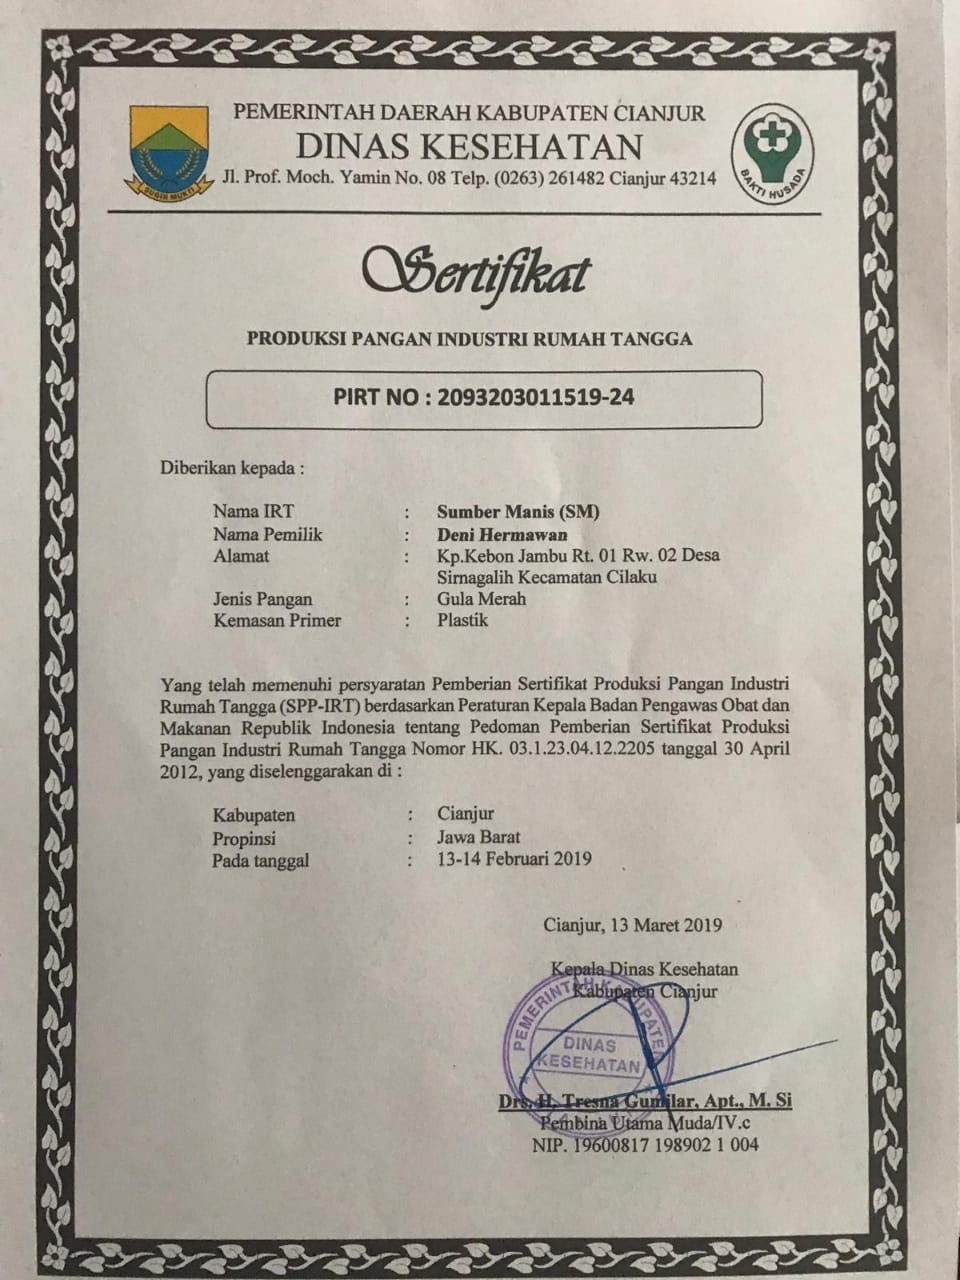 PEMERINTAH DAERAH KABUPATEN CIANJUR
DINAS KESEHATAN
Jl. Prof. Moch. Yamin No. 08 Telp. (0263) 261482 Cianjur 43214
SUGIH MUKTI
BAKTI HUSADA
Sertifikat
PRODUKSI PANGAN INDUSTRI RUMAH TANGGA
PIRT NO : 2093203011519-24
Diberikan kepada :
Nama IRT : Sumber Manis (SM)
Nama Pemilik : Deni Hermawan
Alamat : Kp.Kebon Jambu Rt. 01 Rw. 02 Desa
Sirnagalih Kecamatan Cilaku
Jenis Pangan : Gula Merah
Kemasan Primer : Plastik
Yang telah memenuhi persyaratan Pemberian Sertifikat Produksi Pangan Industri
Rumah Tangga (SPP-IRT) berdasarkan Peraturan Kepala Badan Pengawas Obat dan
Makanan Republik Indonesia tentang Pedoman Pemberian Sertifikat Produksi
Pangan Industri Rumah Tangga Nomor HK. 03.1.23.04.12.2205 tanggal 30 April
2012, yang diselenggarakan di :
Kabupaten : Cianjur
Propinsi : Jawa Barat
Pada tanggal : 13-14 Februari 2019
Cianjur, 13 Maret 2019
Kepala Dinas Kesehatan
Kabupaten Cianjur
PEMERINTAH KABUPATEN
DINAS
KESEHATAN
Drs. H. Tresna Gumilar, Apt., M. Si
Pembina Utama Muda/IV.c
NIP. 19600817 198902 1 004